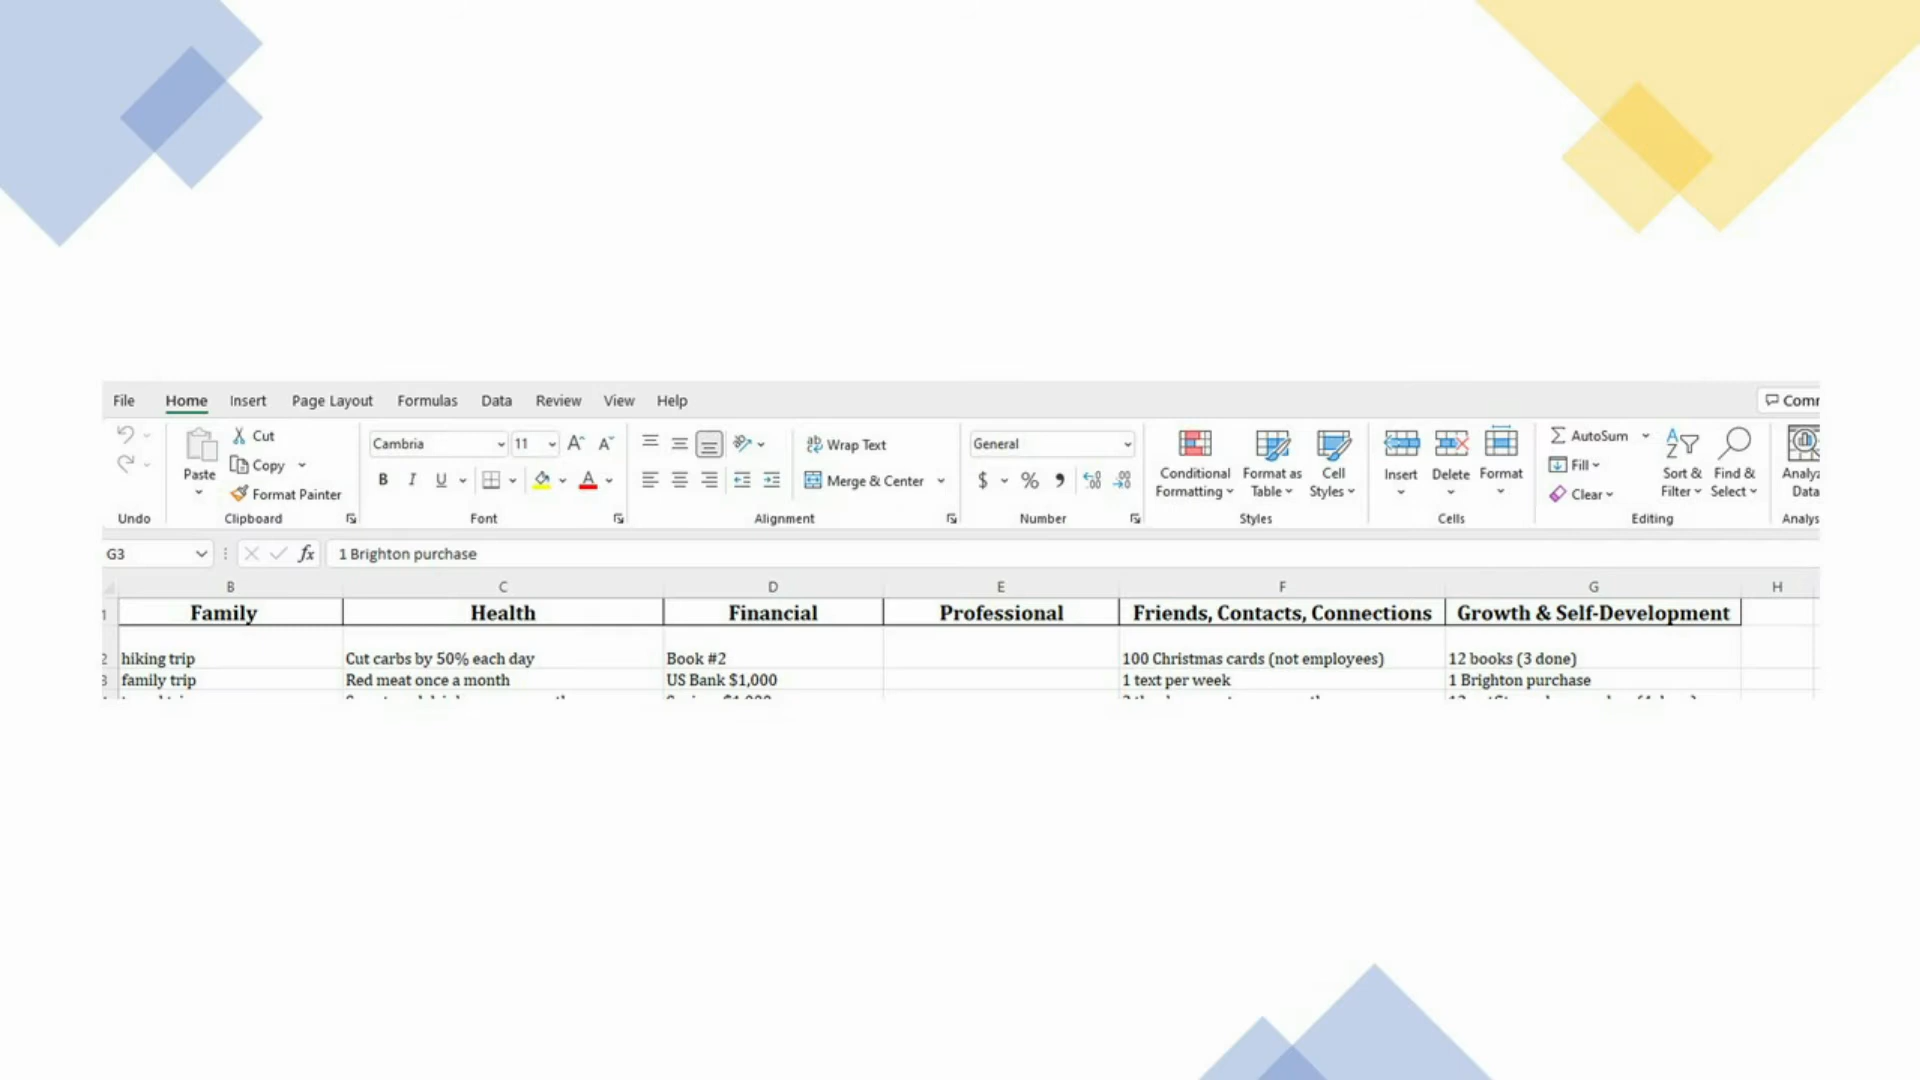 File Home Insert Page Layout Formulas Data Review View Help Comm
Cut
Copy
Format Painter
Paste
Undo Clipboard
Cambria 11 A A
B I U A
Font
Wrap Text
Merge & Center
Alignment
General
$ % 9
Number
Conditional Formatting
Format as Table
Cell Styles
Styles
Insert Delete Format
Cells
AutoSum
Fill
Clear
Sort & Filter
Find & Select
Editing
Analyz
Data
Analys
G3 fx 1 Brighton purchase
B C D E F G H
1 Family Health Financial Professional Friends, Contacts, Connections Growth & Self-Development
2 hiking trip Cut carbs by 50% each day Book #2 100 Christmas cards (not employees) 12 books (3 done)
3 family trip Red meat once a month US Bank $1,000 1 text per week 1 Brighton purchase